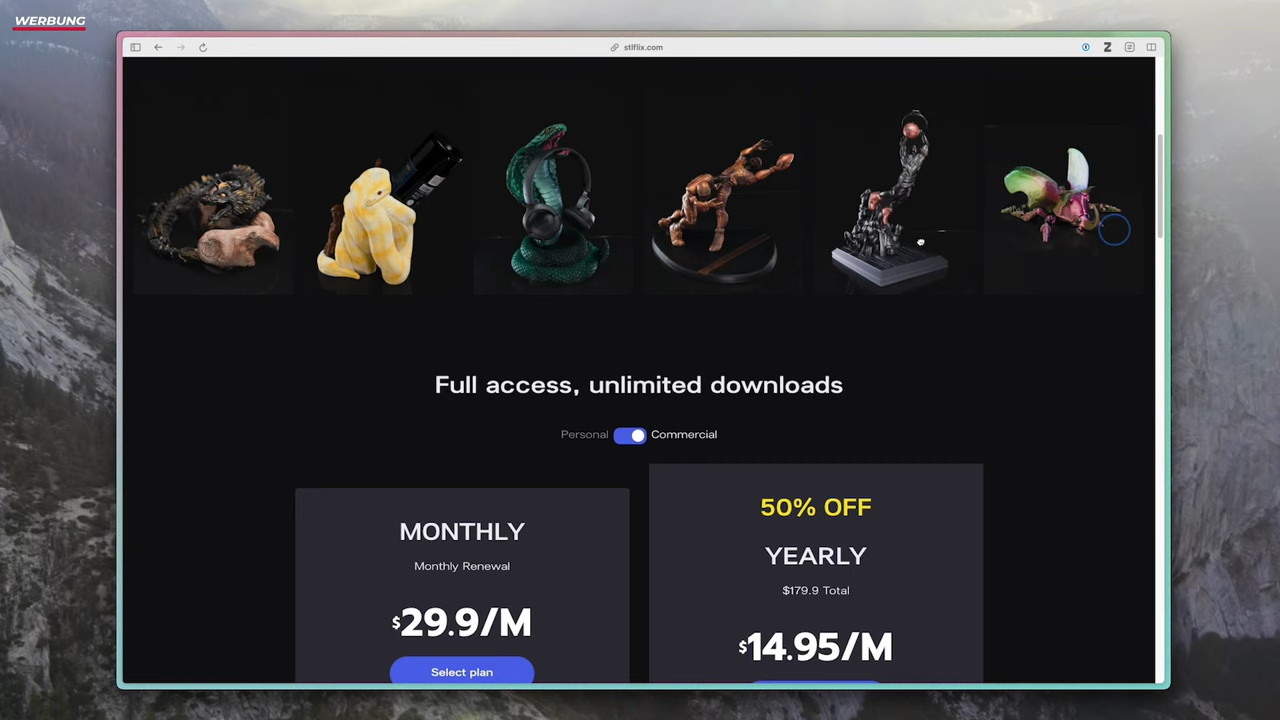 WERBUNG
stlflix.com
Z
Full access, unlimited downloads
Personal Commercial
MONTHLY
Monthly Renewal
$29.9/M
Select plan
50% OFF
YEARLY
$179.9 Total
$14.95/M